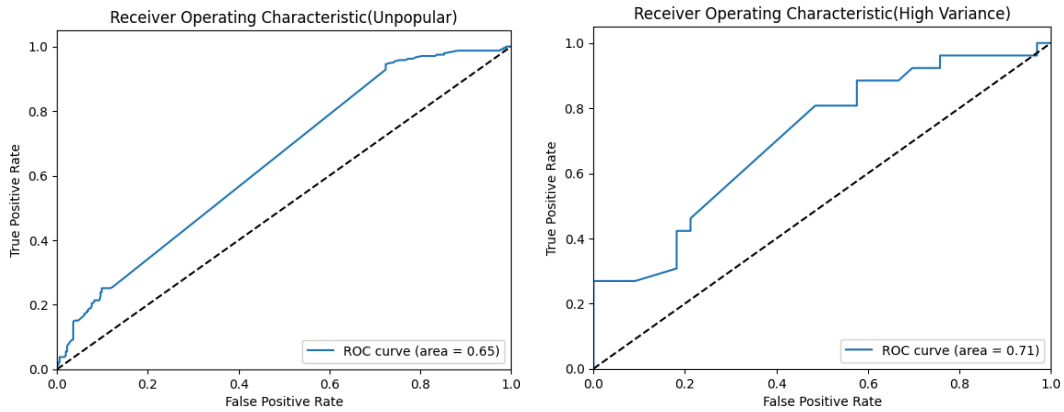 Receiver Operating Characteristic(Unpopular)
1.0
0.8
0.6
0.4
0.2
0.0
True Positive Rate
0.0 0.2 0.4 0.6 0.8 1.0
False Positive Rate
ROC curve (area = 0.65)
Receiver Operating Characteristic(High Variance)
1.0
0.8
0.6
0.4
0.2
0.0
True Positive Rate
0.0 0.2 0.4 0.6 0.8 1.0
False Positive Rate
ROC curve (area = 0.71)